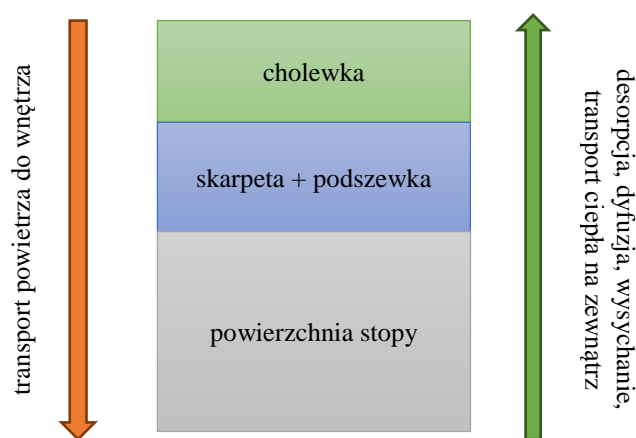 transport powietrza do wnętrza
cholewka
skarpeta + podszewka
powierzchnia stopy
desorpcja, dyfuzja, wysychanie,
transport ciepła na zewnątrz